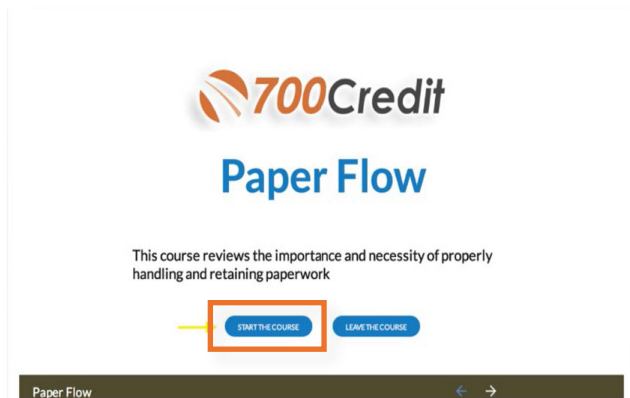 700Credit
Paper Flow
This course reviews the importance and necessity of properly
handling and retaining paperwork
START THE COURSE LEAVE THE COURSE
Paper Flow